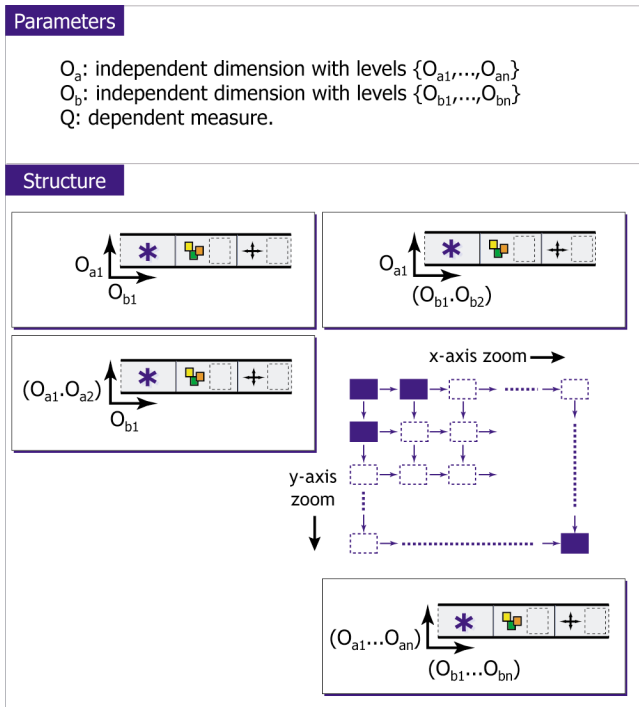 Parameters
Oa: independent dimension with levels {Oa1,...,Oan}
Ob: independent dimension with levels {Ob1,...,Obn}
Q: dependent measure.
Structure
Oa1
Ob1
Oa1
(Ob1.Ob2)
(Oa1.Oa2)
Ob1
x-axis zoom
y-axis
zoom
(Oa1...Oan)
(Ob1...Obn)